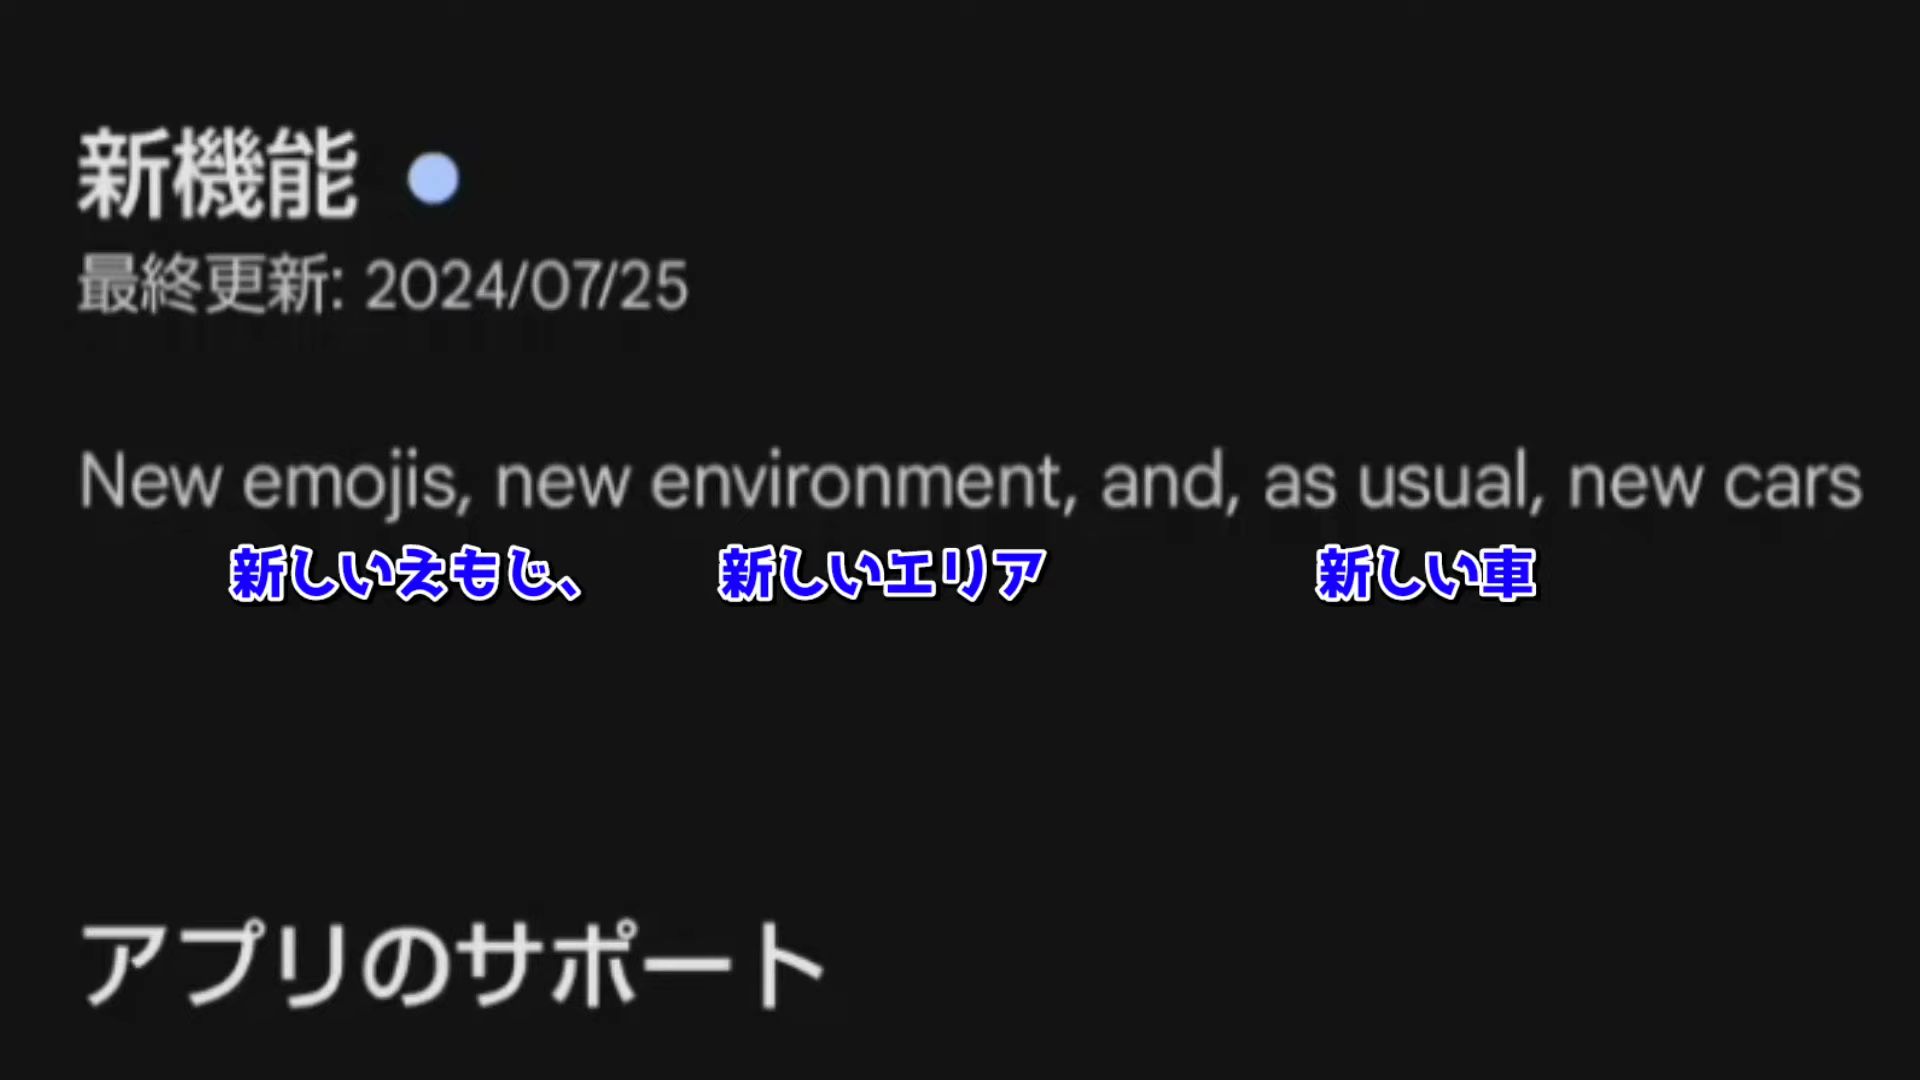 新機能
最終更新: 2024/07/25
New emojis, new environment, and, as usual, new cars
新しいえもじ、 新しいエリア 新しい車
アプリのサポート